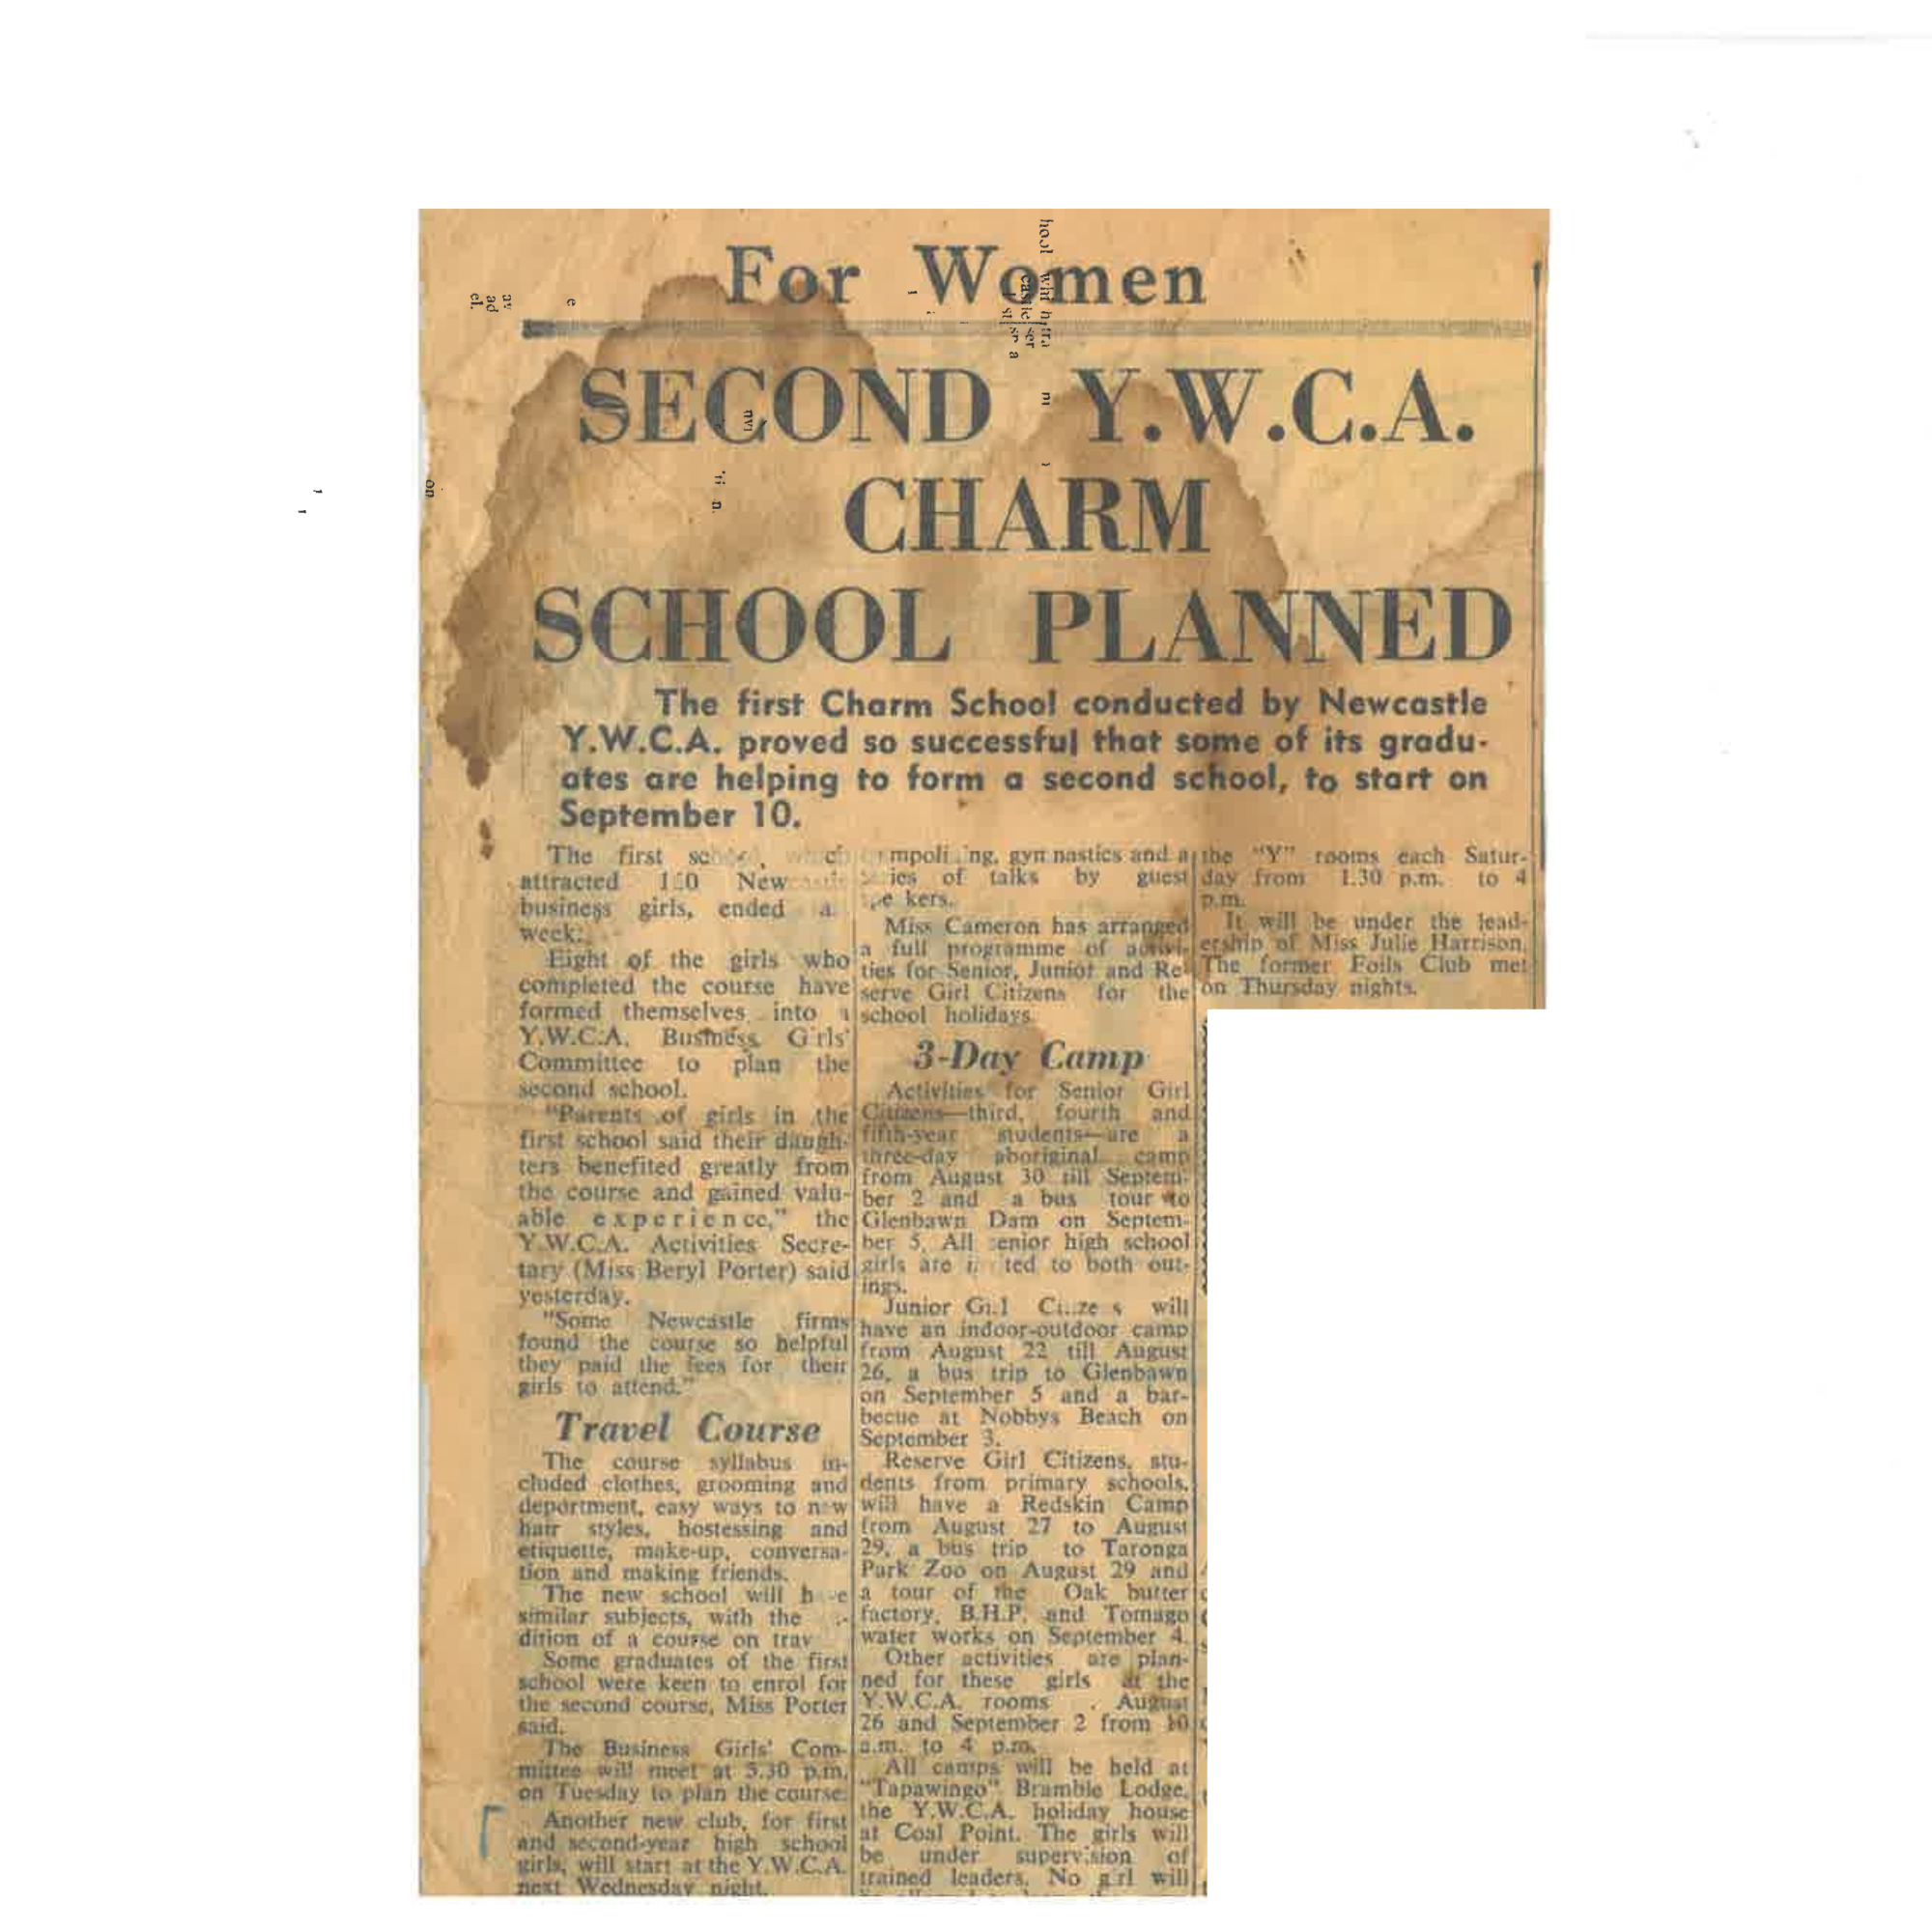 For Women
SECOND Y.W.C.A.
CHARM
SCHOOL PLANNED
The first Charm School conducted by Newcastle
Y.W.C.A. proved so successful that some of its gradu-
ates are helping to form a second school, to start on
September 10.
The first school, which
attracted New
business girls, ended
week.
Eight of the girls who
completed the course have
formed themselves into a
Y.W.C.A. Business Girls'
Committee to plan the
second school.
"Parents of girls in the
first school said their daugh-
ters benefited greatly from
the course and gained valu-
able experience," the
Y.W.C.A. Activities Secre-
tary (Miss Beryl Porter) said
yesterday.
"Some Newcastle firms
found the course so helpful
they paid the fees for their
girls to attend."
Travel Course
The course syllabus in-
cluded clothes, grooming and
deportment, easy ways to new
hair styles, hostessing and
etiquette, make-up, conversa-
tion and making friends.
The new school will have
similar subjects, with the
dition of a course on trav
Some graduates of the first
school were keen to enrol for
the second course, Miss Porter
said.
The Business Girls' Com-
mittee will meet at 5.30 p.m.
on Tuesday to plan the course.
Another new club, for first
and second-year high school
girls, will start at the Y.W.C.A.
next Wednesday night.
gymnastics and a
series of talks by guest
Miss Cameron has arranged
a full programme of activi-
ties for Senior, Junior and Re-
serve Girl Citizens for the
school holidays.
3-Day Camp
Activities for Senior Girl
Citizens—third, fourth and
fifth-year students—are a
three-day aboriginal camp
from August 30 till Septem-
ber 2 and a bus tour to
Glenbawn Dam on Septem-
ber 5. All senior high school
girls are invited to both out-
ings.
Junior Girl Citizens will
have an indoor-outdoor camp
from August 22 till August
26, a bus trip to Glenbawn
on September 5 and a bar-
becue at Nobbys Beach on
September 3.
Reserve Girl Citizens, stu-
dents from primary schools,
will have a Redskin Camp
from August 27 to August
29, a bus trip to Taronga
Park Zoo on August 29 and
a tour of the Oak butter
factory, B.H.P. and Tomago
water works on September 4.
Other activities are plan-
ned for these girls at the
Y.W.C.A. rooms August
26 and September 2 from 10
a.m. to 4 p.m.
All camps will be held at
"Tapawingo" Bramble Lodge,
the Y.W.C.A. holiday house
at Coal Point. The girls will
be under supervision of
trained leaders. No girl will
the "Y" rooms each Satur-
day from 1.30 p.m. to 4
p.m.
It will be under the lead-
ership of Miss Julie Harrison.
The former Foils Club met
on Thursday nights.